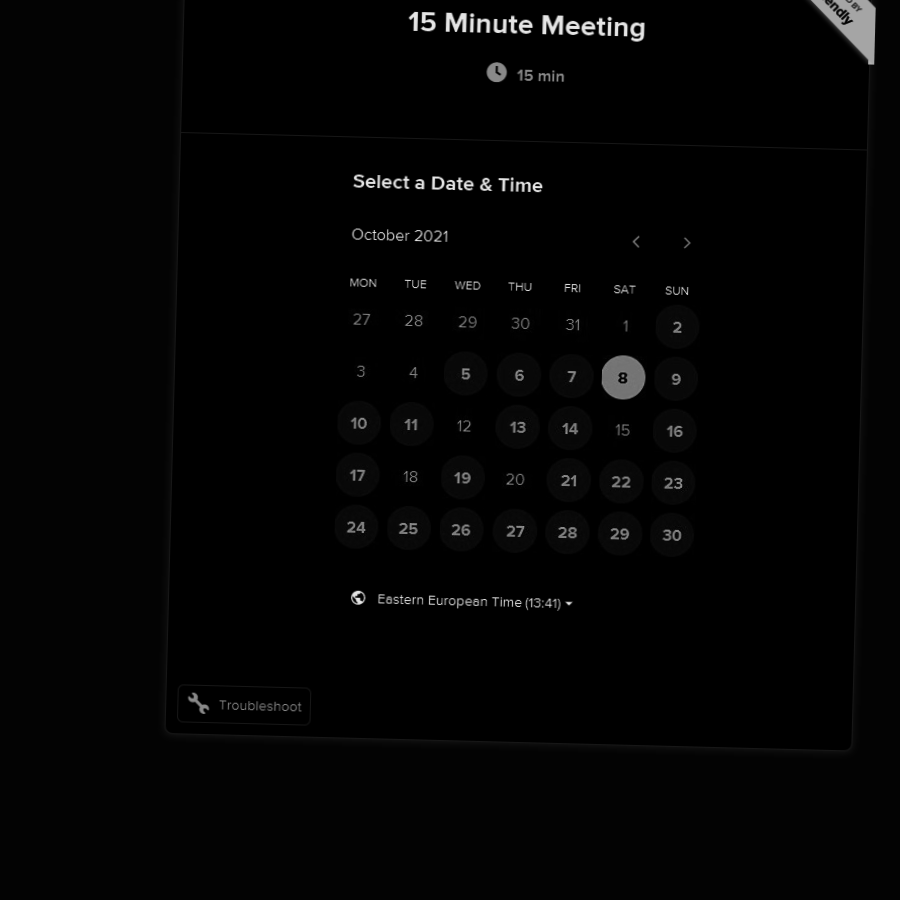 15 Minute Meeting
15 min
BY
endly
Select a Date & Time
October 2021
MON TUE WED THU FRI SAT SUN
27 28 29 30 31 1 2
3 4 5 6 7 8 9
10 11 12 13 14 15 16
17 18 19 20 21 22 23
24 25 26 27 28 29 30
Eastern European Time (13:41)
Troubleshoot